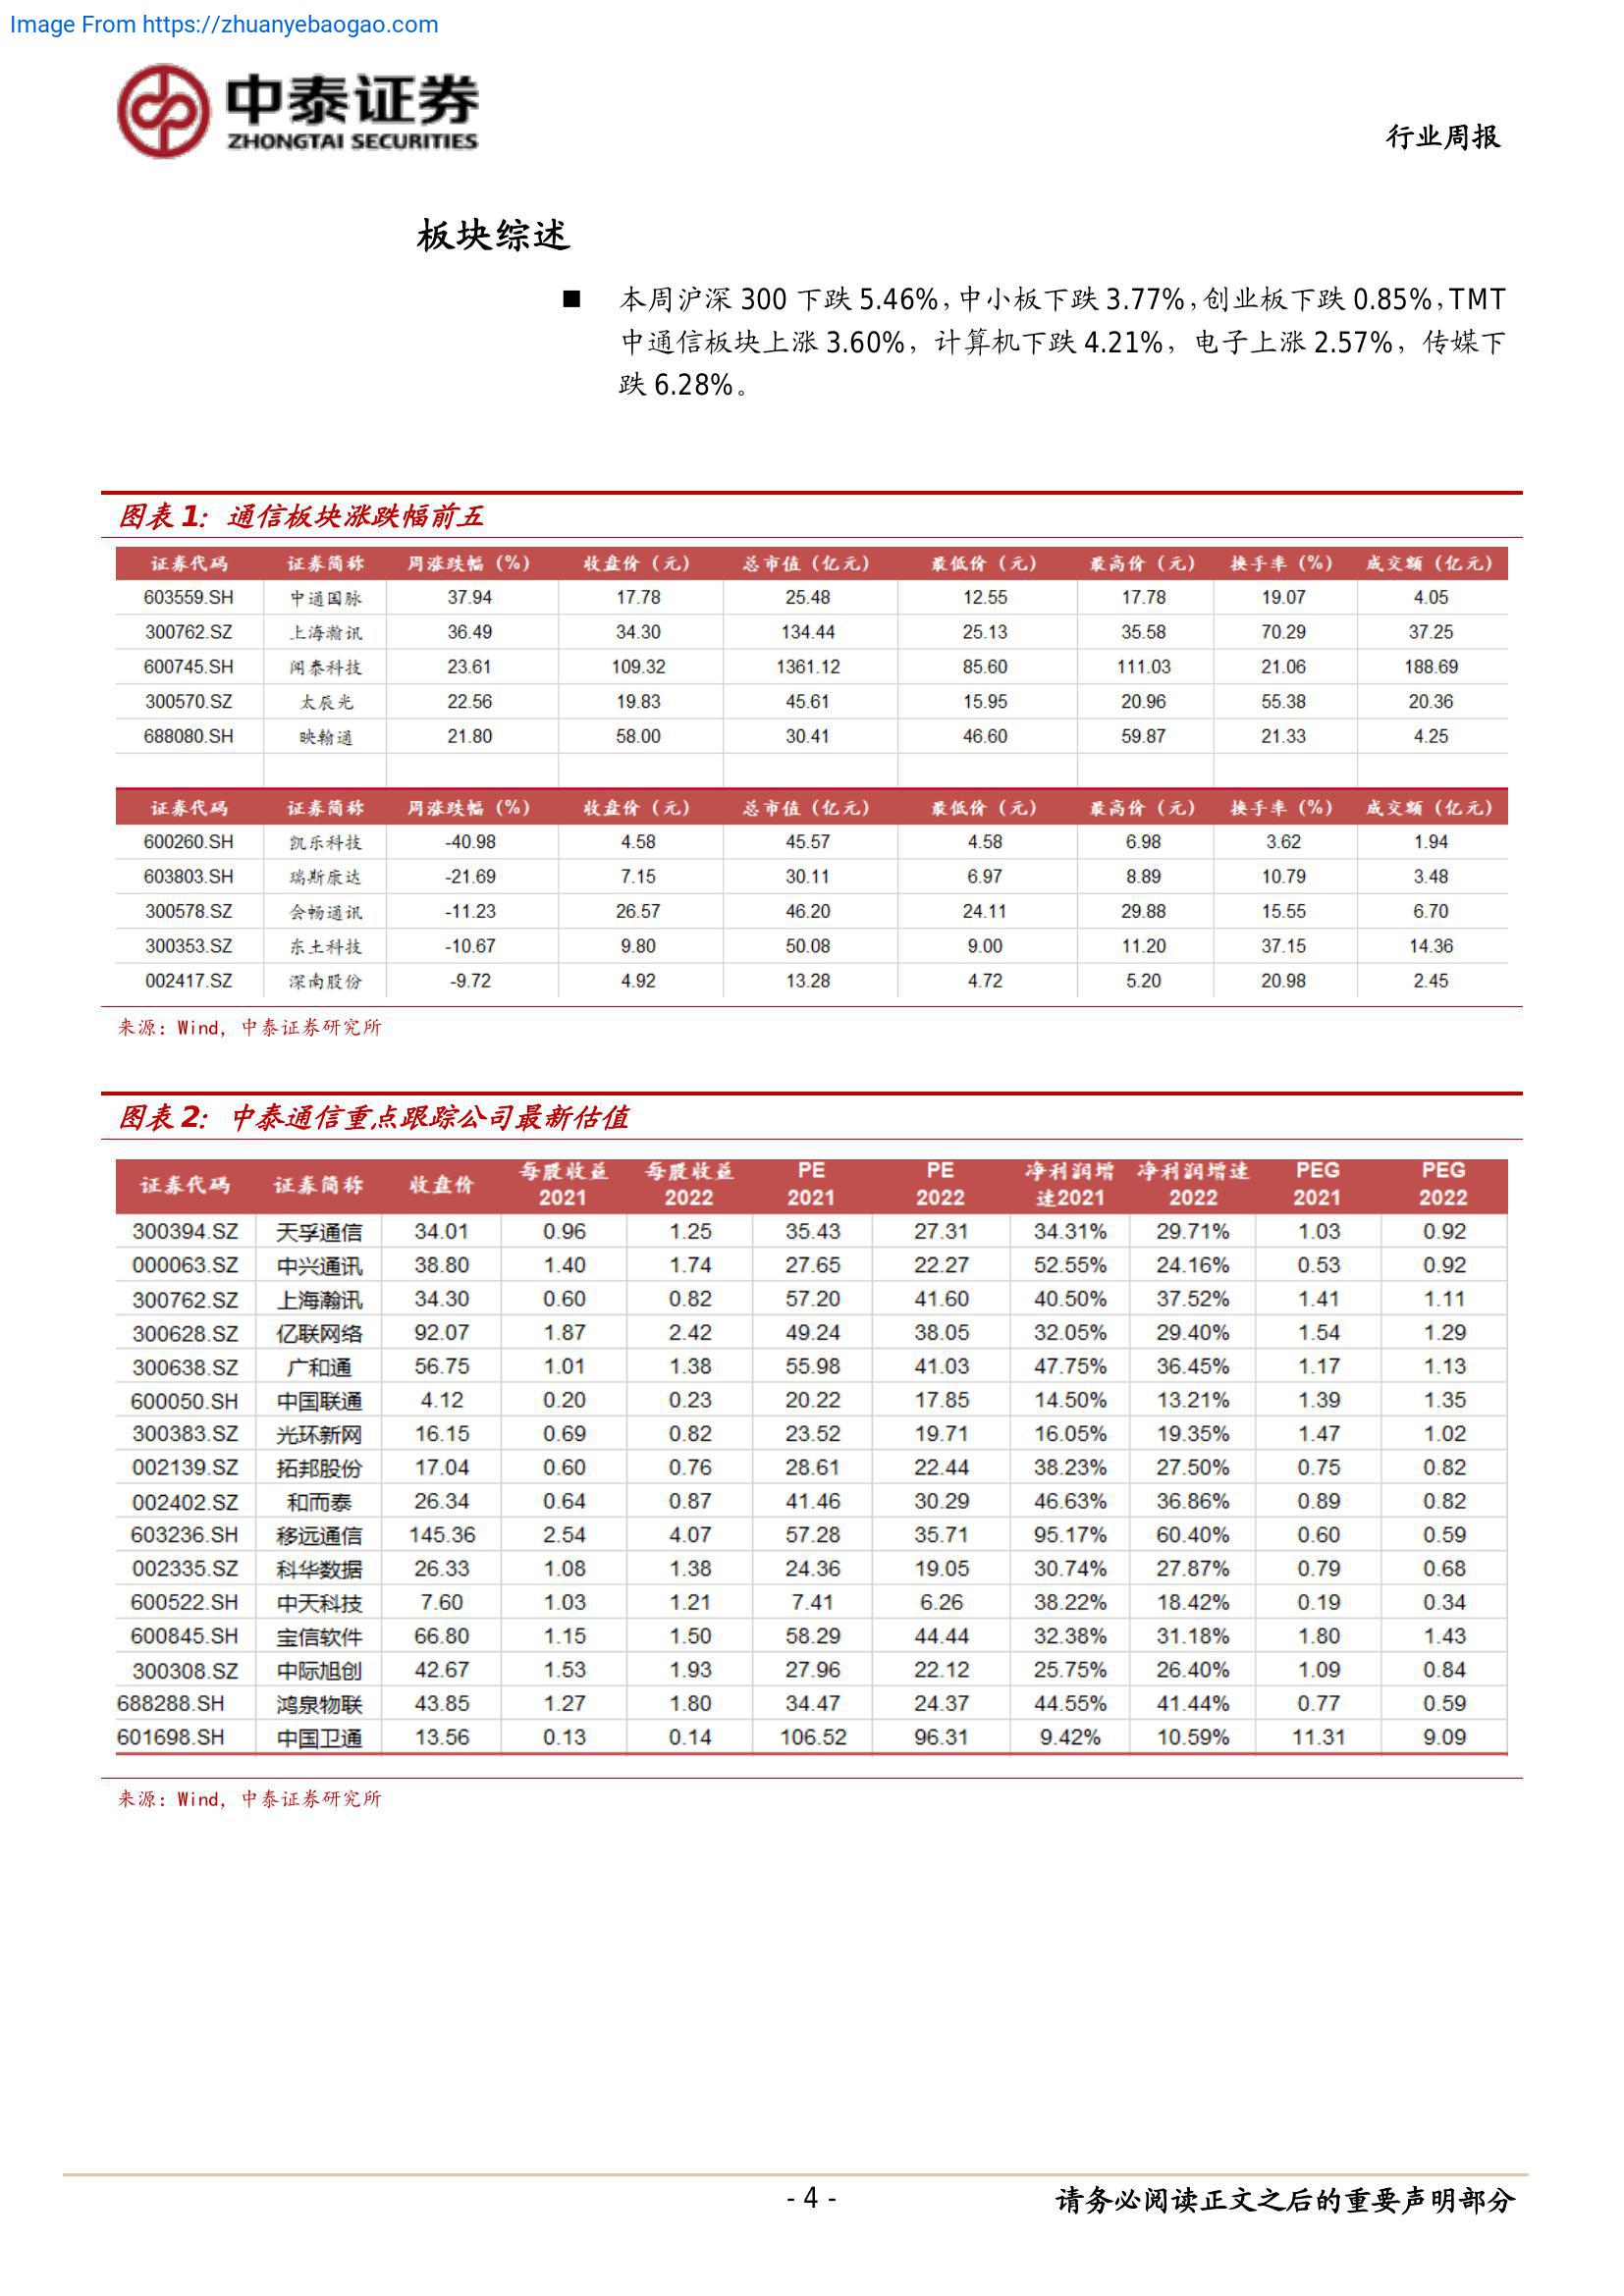 Image From https://zhuanyebaogao.com
中泰证券
ZHONGTAI SECURITIES
行业周报
板块综述
■ 本周沪深 300 下跌 5.46%，中小板下跌 3.77%，创业板下跌 0.85%，TMT
中通信板块上涨 3.60%，计算机下跌 4.21%，电子上涨 2.57%，传媒下
跌 6.28%。
图表 1：通信板块涨跌幅前五
证券代码 证券简称 周涨跌幅（%） 收盘价（元） 总市值（亿元） 最低价（元） 最高价（元） 换手率（%） 成交额（亿元）
603559.SH 中通国脉 37.94 17.78 25.48 12.55 17.78 19.07 4.05
300762.SZ 上海瀚讯 36.49 34.30 134.44 25.13 35.58 70.29 37.25
600745.SH 闻泰科技 23.61 109.32 1361.12 85.60 111.03 21.06 188.69
300570.SZ 太辰光 22.56 19.83 45.61 15.95 20.96 55.38 20.36
688080.SH 映翰通 21.80 58.00 30.41 46.60 59.87 21.33 4.25
证券代码 证券简称 周涨跌幅（%） 收盘价（元） 总市值（亿元） 最低价（元） 最高价（元） 换手率（%） 成交额（亿元）
600260.SH 凯乐科技 -40.98 4.58 45.57 4.58 6.98 3.62 1.94
603803.SH 瑞斯康达 -21.69 7.15 30.11 6.97 8.89 10.79 3.48
300578.SZ 会畅通讯 -11.23 26.57 46.20 24.11 29.88 15.55 6.70
300353.SZ 东土科技 -10.67 9.80 50.08 9.00 11.20 37.15 14.36
002417.SZ 深南股份 -9.72 4.92 13.28 4.72 5.20 20.98 2.45
来源：Wind，中泰证券研究所
图表 2：中泰通信重点跟踪公司最新估值
证券代码 证券简称 收盘价 每股收益 2021 每股收益 2022 PE 2021 PE 2022 净利润增速2021 净利润增速 2022 PEG 2021 PEG 2022
300394.SZ 天孚通信 34.01 0.96 1.25 35.43 27.31 34.31% 29.71% 1.03 0.92
000063.SZ 中兴通讯 38.80 1.40 1.74 27.65 22.27 52.55% 24.16% 0.53 0.92
300762.SZ 上海瀚讯 34.30 0.60 0.82 57.20 41.60 40.50% 37.52% 1.41 1.11
300628.SZ 亿联网络 92.07 1.87 2.42 49.24 38.05 32.05% 29.40% 1.54 1.29
300638.SZ 广和通 56.75 1.01 1.38 55.98 41.03 47.75% 36.45% 1.17 1.13
600050.SH 中国联通 4.12 0.20 0.23 20.22 17.85 14.50% 13.21% 1.39 1.35
300383.SZ 光环新网 16.15 0.69 0.82 23.52 19.71 16.05% 19.35% 1.47 1.02
002139.SZ 拓邦股份 17.04 0.60 0.76 28.61 22.44 38.23% 27.50% 0.75 0.82
002402.SZ 和而泰 26.34 0.64 0.87 41.46 30.29 46.63% 36.86% 0.89 0.82
603236.SH 移远通信 145.36 2.54 4.07 57.28 35.71 95.17% 60.40% 0.60 0.59
002335.SZ 科华数据 26.33 1.08 1.38 24.36 19.05 30.74% 27.87% 0.79 0.68
600522.SH 中天科技 7.60 1.03 1.21 7.41 6.26 38.22% 18.42% 0.19 0.34
600845.SH 宝信软件 66.80 1.15 1.50 58.29 44.44 32.38% 31.18% 1.80 1.43
300308.SZ 中际旭创 42.67 1.53 1.93 27.96 22.12 25.75% 26.40% 1.09 0.84
688288.SH 鸿泉物联 43.85 1.27 1.80 34.47 24.37 44.55% 41.44% 0.77 0.59
601698.SH 中国卫通 13.56 0.13 0.14 106.52 96.31 9.42% 10.59% 11.31 9.09
来源：Wind，中泰证券研究所
- 4 -
请务必阅读正文之后的重要声明部分